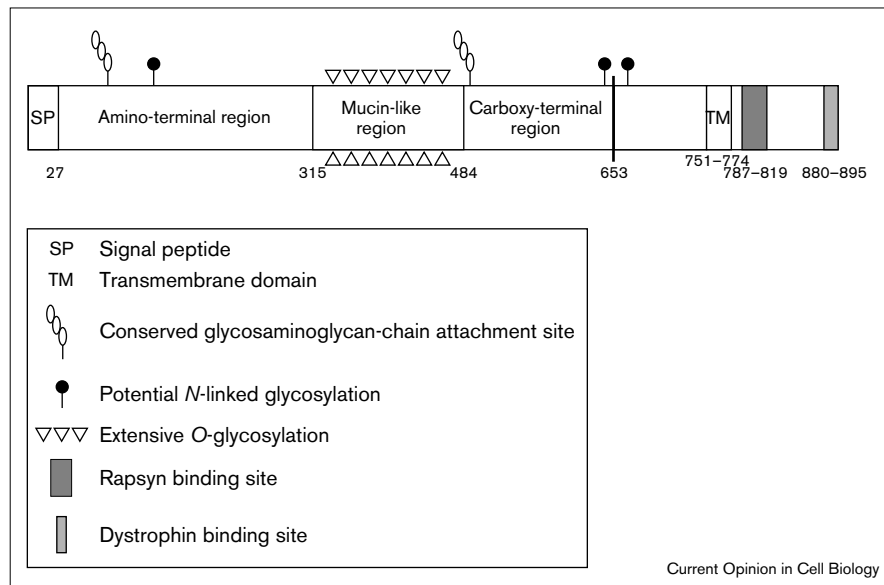 SP
Amino-terminal region
Mucin-like
region
Carboxy-terminal
region
TM
27
315
484
653
751–774
787–819
880–895
SP Signal peptide
TM Transmembrane domain
Conserved glycosaminoglycan-chain attachment site
Potential N-linked glycosylation
Extensive O-glycosylation
Rapsyn binding site
Dystrophin binding site
Current Opinion in Cell Biology